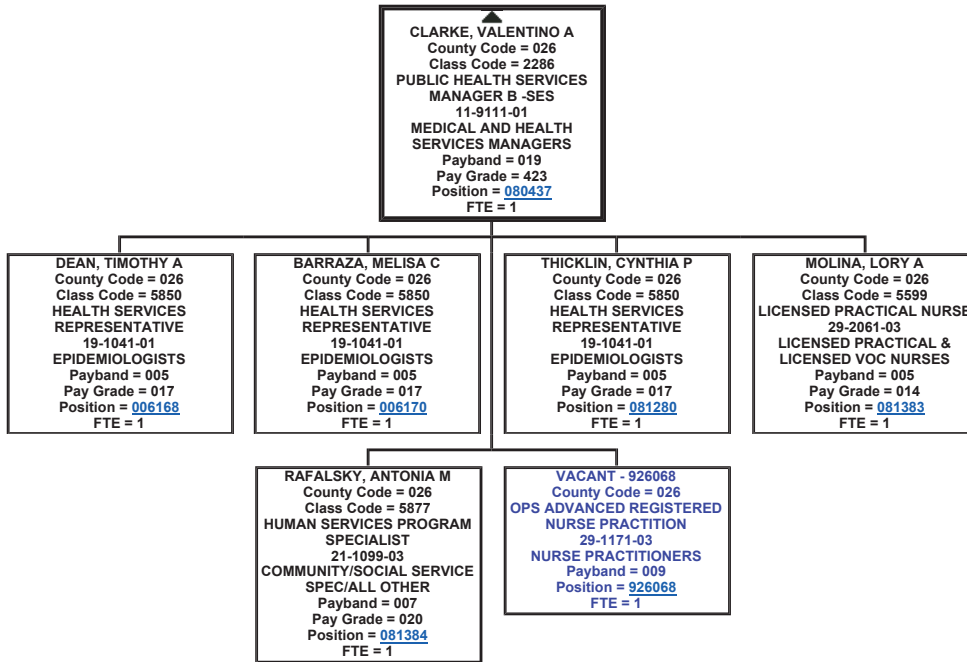 CLARKE, VALENTINO A
County Code = 026
Class Code = 2286
PUBLIC HEALTH SERVICES
MANAGER B -SES
11-9111-01
MEDICAL AND HEALTH
SERVICES MANAGERS
Payband = 019
Pay Grade = 423
Position = 080437
FTE = 1
DEAN, TIMOTHY A
County Code = 026
Class Code = 5850
HEALTH SERVICES
REPRESENTATIVE
19-1041-01
EPIDEMIOLOGISTS
Payband = 005
Pay Grade = 017
Position = 006168
FTE = 1
BARRAZA, MELISA C
County Code = 026
Class Code = 5850
HEALTH SERVICES
REPRESENTATIVE
19-1041-01
EPIDEMIOLOGISTS
Payband = 005
Pay Grade = 017
Position = 006170
FTE = 1
THICKLIN, CYNTHIA P
County Code = 026
Class Code = 5850
HEALTH SERVICES
REPRESENTATIVE
19-1041-01
EPIDEMIOLOGISTS
Payband = 005
Pay Grade = 017
Position = 081280
FTE = 1
MOLINA, LORY A
County Code = 026
Class Code = 5599
LICENSED PRACTICAL NURSE
29-2061-03
LICENSED PRACTICAL &
LICENSED VOC NURSES
Payband = 005
Pay Grade = 014
Position = 081383
FTE = 1
RAFALSKY, ANTONIA M
County Code = 026
Class Code = 5877
HUMAN SERVICES PROGRAM
SPECIALIST
21-1099-03
COMMUNITY/SOCIAL SERVICE
SPEC/ALL OTHER
Payband = 007
Pay Grade = 020
Position = 081384
FTE = 1
VACANT - 926068
County Code = 026
OPS ADVANCED REGISTERED
NURSE PRACTITION
29-1171-03
NURSE PRACTITIONERS
Payband = 009
Position = 926068
FTE = 1